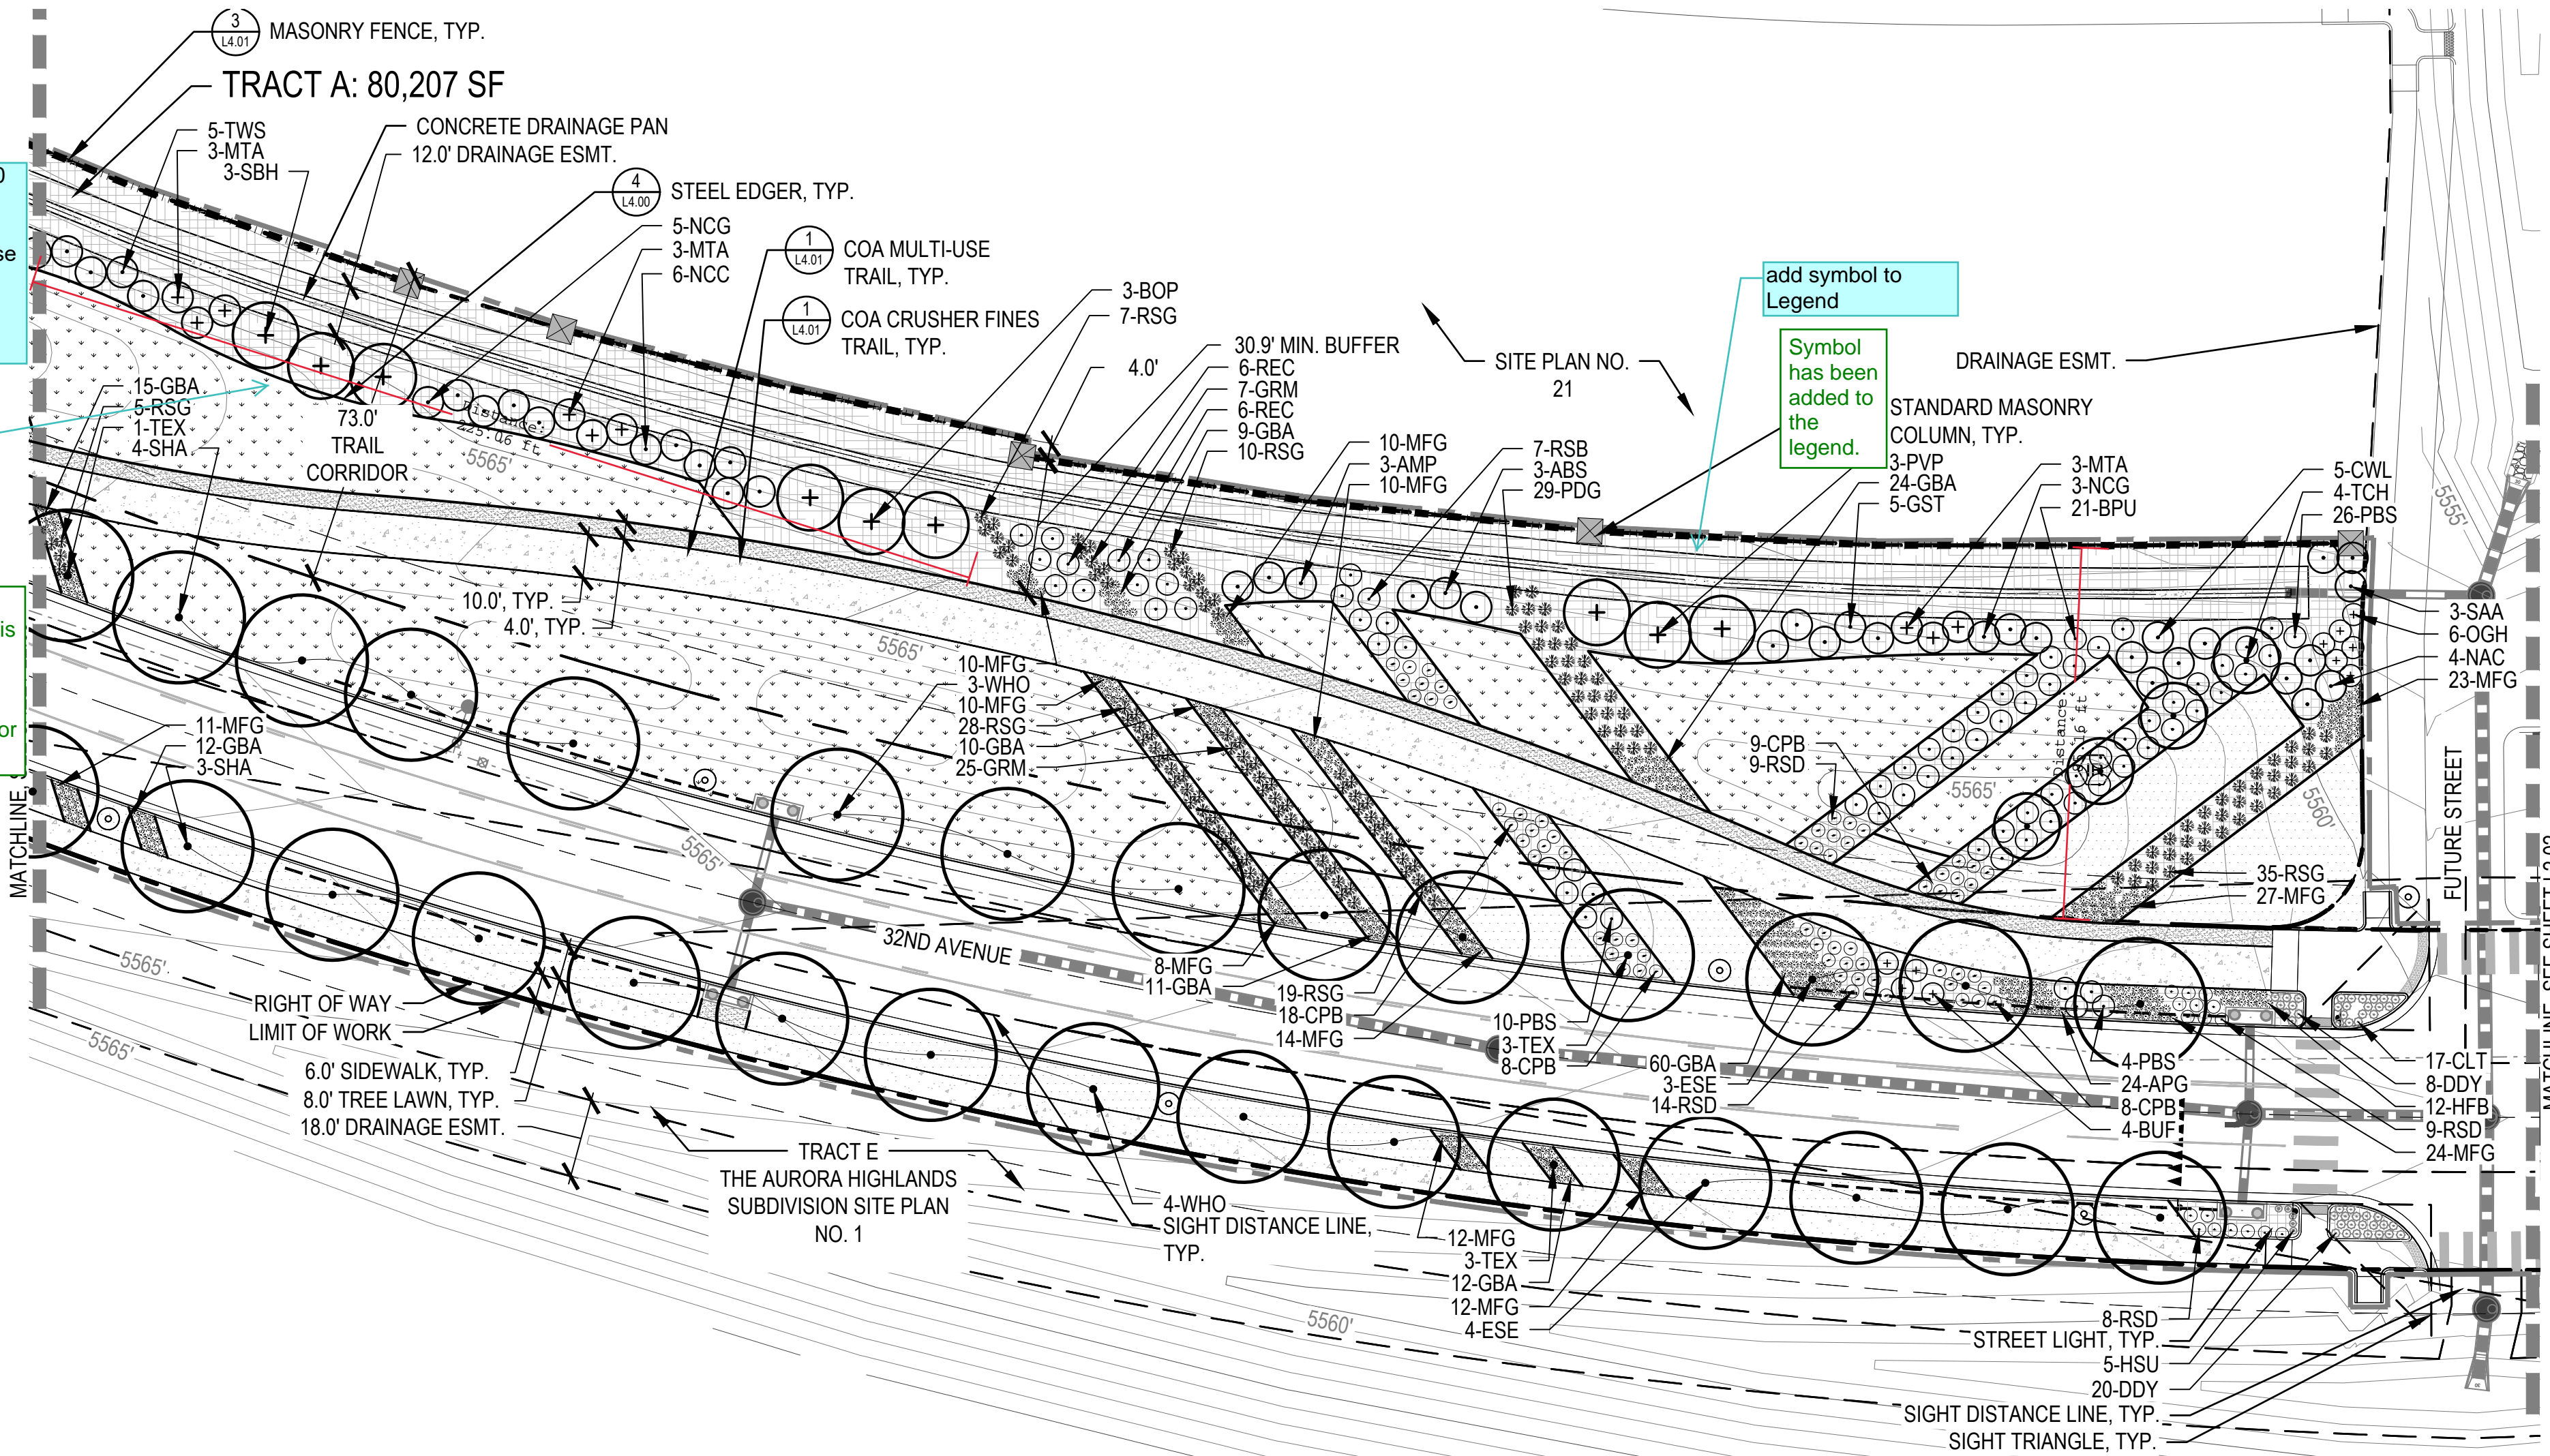 3
L4.01
MASONRY FENCE, TYP.
TRACT A: 80,207 SF
5-TWS
3-MTA
3-SBH
CONCRETE DRAINAGE PAN
12.0' DRAINAGE ESMT.
4
L4.00
STEEL EDGER, TYP.
5-NCG
3-MTA
6-NCC
1
L4.01
COA MULTI-USE
TRAIL, TYP.
1
L4.01
COA CRUSHER FINES
TRAIL, TYP.
3-BOP
7-RSG
4.0'
30.9' MIN. BUFFER
6-REC
7-GRM
6-REC
9-GBA
10-RSG
10-MFG
3-AMP
10-MFG
7-RSB
3-ABS
29-PDG
SITE PLAN NO.
21
add symbol to
Legend
Symbol
has been
added to
the
legend.
DRAINAGE ESMT.
STANDARD MASONRY
COLUMN, TYP.
3-PVP
24-GBA
5-GST
3-MTA
3-NCG
21-BPU
5-CWL
4-TCH
26-PBS
5555'
3-SAA
6-OGH
4-NAC
23-MFG
15-GBA
5-RSG
1-TEX
4-SHA
73.0'
TRAIL
CORRIDOR
Distance:
225.06 ft
5565'
10.0', TYP.
4.0', TYP.
5565'
10-MFG
3-WHO
10-MFG
28-RSG
10-GBA
25-GRM
9-CPB
9-RSD
Distance:
5565'
5560'
FUTURE STREET
35-RSG
27-MFG
11-MFG
12-GBA
3-SHA
MATCHLINE,
5565'
32ND AVENUE
8-MFG
11-GBA
19-RSG
18-CPB
14-MFG
10-PBS
3-TEX
8-CPB
60-GBA
3-ESE
14-RSD
4-PBS
24-APG
8-CPB
4-BUF
17-CLT
8-DDY
12-HFB
9-RSD
24-MFG
MATCHLINE, SEE SHEET L2.02
5565'
5565'
RIGHT OF WAY
LIMIT OF WORK
6.0' SIDEWALK, TYP.
8.0' TREE LAWN, TYP.
18.0' DRAINAGE ESMT.
TRACT E
THE AURORA HIGHLANDS
SUBDIVISION SITE PLAN
NO. 1
4-WHO
SIGHT DISTANCE LINE,
TYP.
12-MFG
3-TEX
12-GBA
12-MFG
4-ESE
5560'
8-RSD
STREET LIGHT, TYP.
5-HSU
20-DDY
SIGHT DISTANCE LINE, TYP.
SIGHT TRIANGLE, TYP.